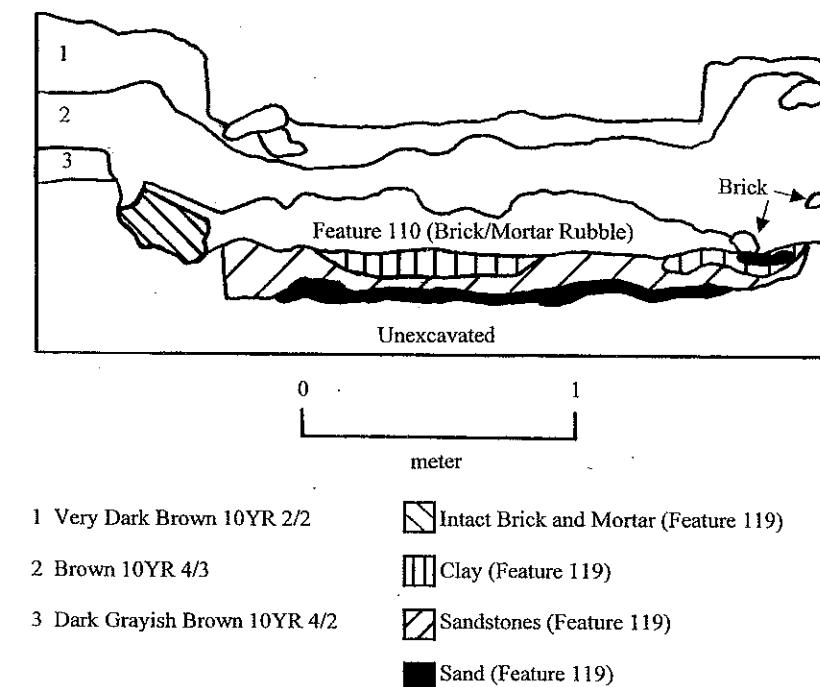 1
2
3
Brick
Feature 110 (Brick/Mortar Rubble)
Unexcavated
0 1
meter
1 Very Dark Brown 10YR 2/2
2 Brown 10YR 4/3
3 Dark Grayish Brown 10YR 4/2
Intact Brick and Mortar (Feature 119)
Clay (Feature 119)
Sandstones (Feature 119)
Sand (Feature 119)